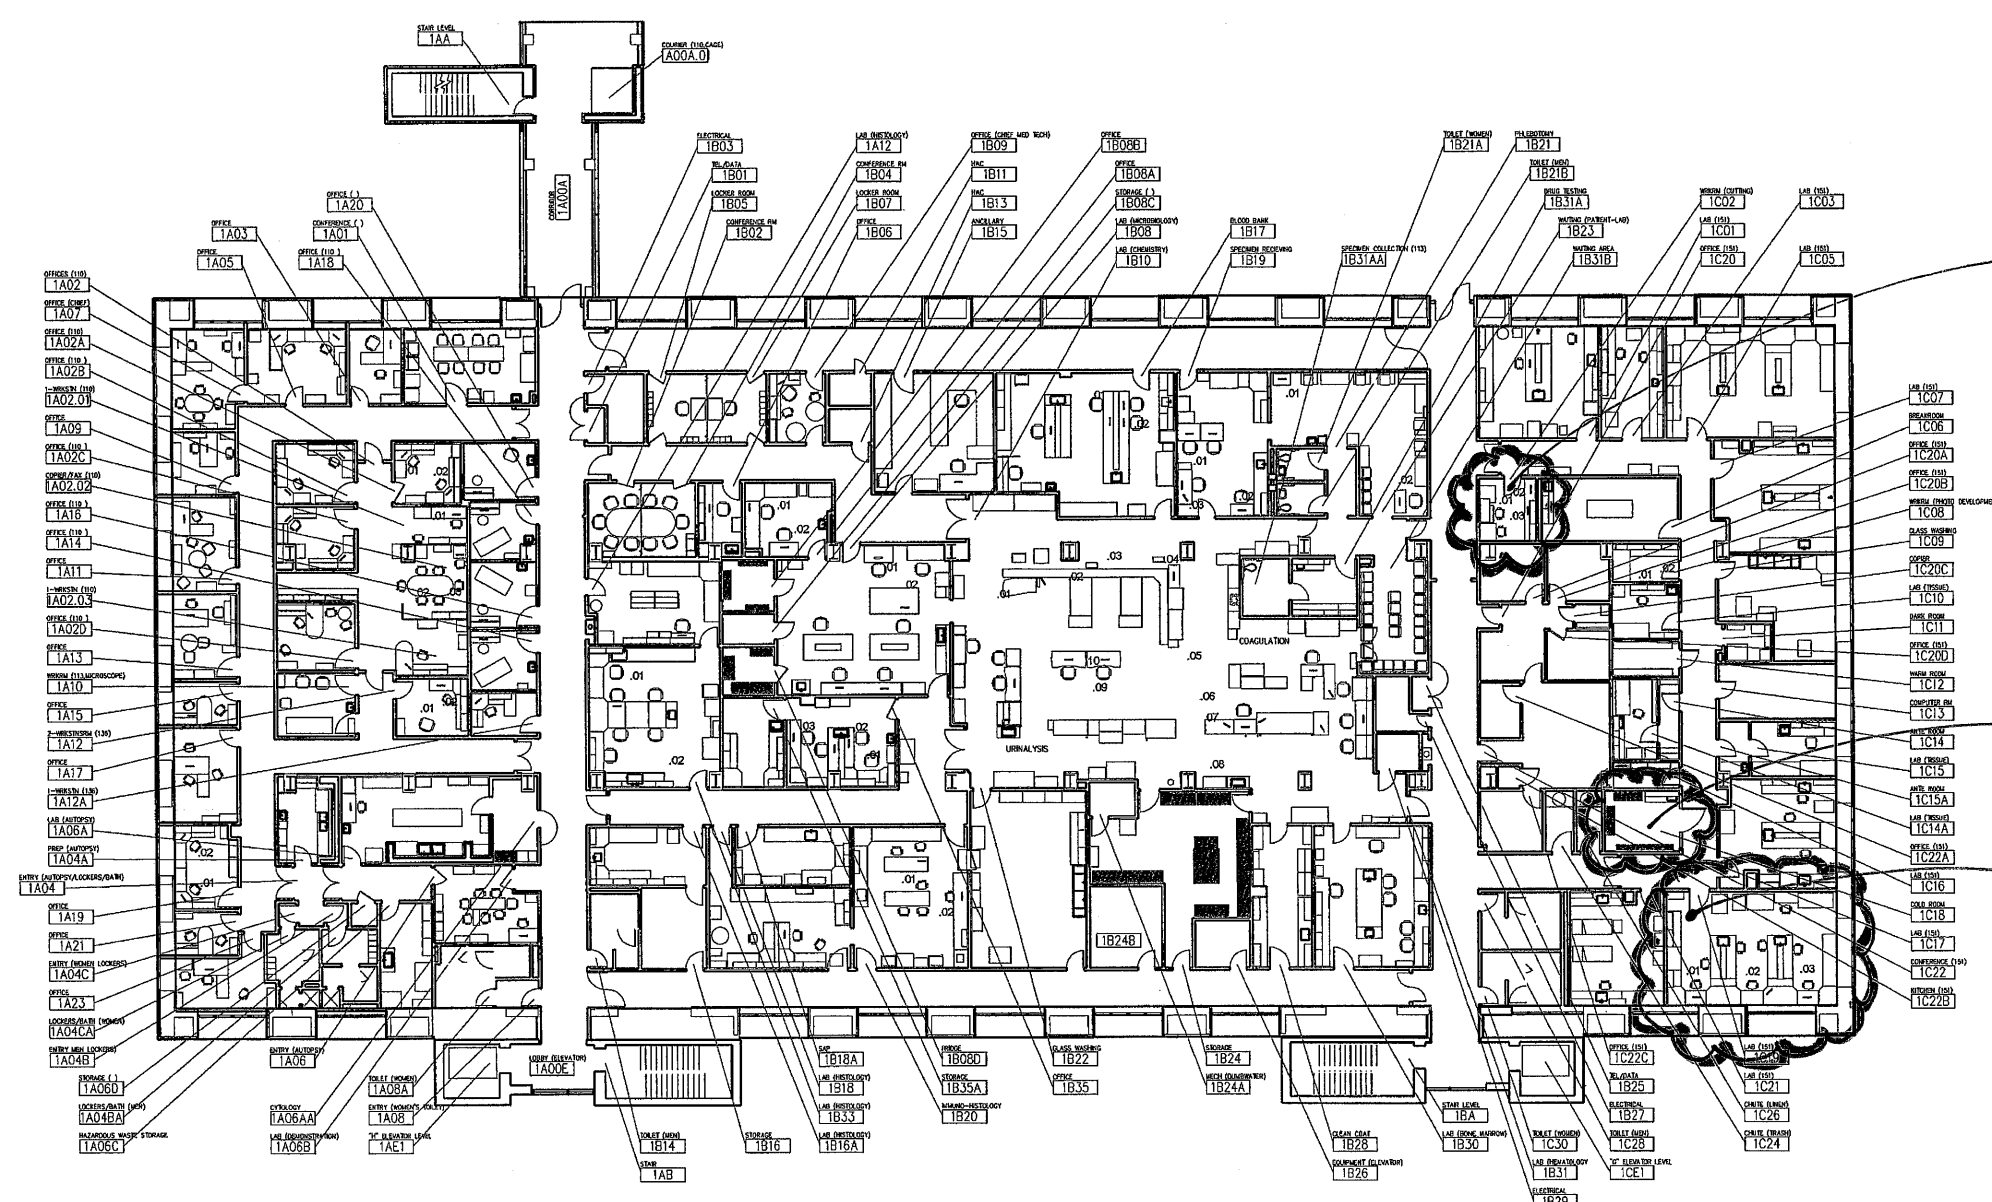 STAIR LEVEL
1AA
COURIER (110,CAGE)
A00A.0
CORRIDOR
1A00A
ELECTRICAL
1B03
TEL/DATA
1B01
LOCKER ROOM
1B05
CONFERENCE RM
1B02
LAB (HISTOLOGY)
1A12
CONFERENCE RM
1B04
LOCKER ROOM
1B07
OFFICE
1B06
OFFICE (CHIEF MED TECH)
1B09
1B11
1B13
ANCILLARY
1B15
OFFICE
1B08B
OFFICE
1B08A
STORAGE ( )
1B08C
LAB (MICROBIOLOGY)
1B08
LAB (CHEMISTRY)
1B10
BLOOD BANK
1B17
SPECIMEN RECIEVING
1B19
SPECIMEN COLLECTION (113)
1B31AA
TOILET (WOMEN)
1B21A
PHLEBOTOMY
1B21
TOILET (MEN)
1B21B
DRUG TESTING
1B31A
WAITING (PATIENT-LAB)
1B23
WAITING AREA
1B31B
WRKRM (CUTTING)
1C02
LAB (151)
1C01
OFFICE (151)
1C20
LAB (151)
1C03
LAB (151)
1C05
OFFICE ( )
1A20
CONFERENCE ( )
1A01
OFFICE (110 )
1A18
OFFICE
1A03
OFFICE
1A05
OFFICES (110)
1A02
OFFICE (CHIEF)
1A07
OFFICE (110)
1A02A
OFFICE (110 )
1A02B
1-WRKSTN (110)
1A02.01
OFFICE
1A09
OFFICE (110 )
1A02C
COPIER/FAX (110)
1A02.02
OFFICE (110 )
1A16
OFFICE (110 )
1A14
OFFICE
1A11
1-WRKSTN (110)
1A02.03
OFFICE (110 )
1A02D
OFFICE
1A13
WRKRM (113,MICROSCOPE)
1A10
OFFICE
1A15
2-WRKSTNSRM (136)
1A12
OFFICE
1A17
1-WRKSTN (136)
1A12A
LAB (AUTOPSY)
1A06A
PREP (AUTOPSY)
1A04A
ENTRY (AUTOPSY/LOCKERS/BATH)
1A04
OFFICE
1A19
OFFICE
1A21
ENTRY (WOMEN LOCKERS)
1A04C
OFFICE
1A23
LOCKERS/BATH (WOMEN)
1A04CA
ENTRY MEN LOCKERS)
1A04B
STORAGE ( )
1A06D
LOCKERS/BATH (MEN)
1A04BA
HAZARDOUS WASTE STORAGE
1A06C
ENTRY (AUTOPSY)
1A06
CYTOLOGY
1A06AA
LAB (DEMONSTRATION)
1A06B
TOILET (WOMEN)
1A08A
ENTRY (WOMEN'S TOILEY)
1A08
"H" ELEVATOR LEVEL
1AE1
LOBBY (ELEVATOR)
1A00E
TOILET (MEN)
1B14
STAIR
1AB
STORAGE
1B16
SAP
1B18A
LAB (HISTOLOGY)
1B18
LAB (HISTOLOGY)
1B33
LAB (HISTOLOGY)
1B16A
FRIDGE
1B08D
STORAGE
1B35A
IMMUNO-HISTOLOGY
1B20
GLASS WASHING
1B22
OFFICE
1B35
STORAGE
1B24
MECH (DUMBWATER)
1B24A
1B24B
CLEAN COAT
1B28
EQUIPMENT (ELEVATOR)
1B26
STAIR LEVEL
1BA
LAB (BONE MARROW)
1B30
TOILET (WOMEN)
1C30
LAB (HEMATOLOGY
1B31
ELECTRICAL
1B29
OFFICE (151)
1C22C
TEL/DATA
1B25
ELECTRICAL
1B27
TOILET (MEN)
1C28
"G" ELEVATOR LEVEL
1CE1
LAB (151)
LAB (151)
1C21
CHUTE (LINEN)
1C26
CHUTE (TRASH)
1C24
LAB (151)
1C07
BREAKROOM
1C06
OFFICE (151)
1C20A
OFFICE (151)
1C20B
WRKRM (PHOTO DEVELOPME
1C08
GLASS WASHING
1C09
COPIER
1C20C
LAB (TISSUE)
1C10
DARK ROOM
1C11
OFFICE (151)
1C20D
WARM ROOM
1C12
COMPUTER RM
1C13
ANTE ROOM
1C14
LAB (TISSUE)
1C15
ANTE ROOM
1C15A
LAB (TISSUE)
1C14A
OFFICE (151)
1C22A
LAB (151)
1C16
COLD ROOM
1C18
LAB (151)
1C17
CONFERENCE (151)
1C22
KITCHEN (151)
1C22B
COAGULATION
URINALYSIS
.03
.04
.02
.01
.05
.06
.07
.08
.09
10